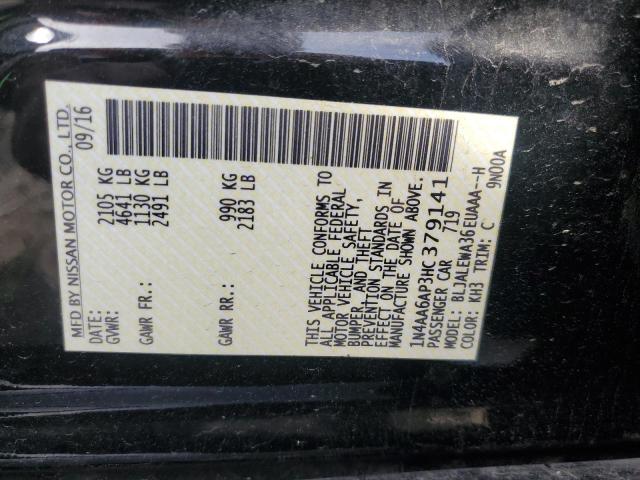 MFD BY NISSAN MOTOR CO., LTD.
DATE: 09/16
GVWR: 2105 KG
4641 LB
GAWR FR: 1130 KG
2491 LB
GAWR RR: 990 KG
2183 LB
THIS VEHICLE CONFORMS TO
ALL APPLICABLE FEDERAL
MOTOR VEHICLE SAFETY,
BUMPER, AND THEFT
PREVENTION STANDARDS IN
EFFECT ON THE DATE OF
MANUFACTURE SHOWN ABOVE.
1N4AA6AP3HC379141
PASSENGER CAR 719
MODEL: BLJALEWA36EUAAA--H
COLOR: KH3 TRIM: C 9N00A